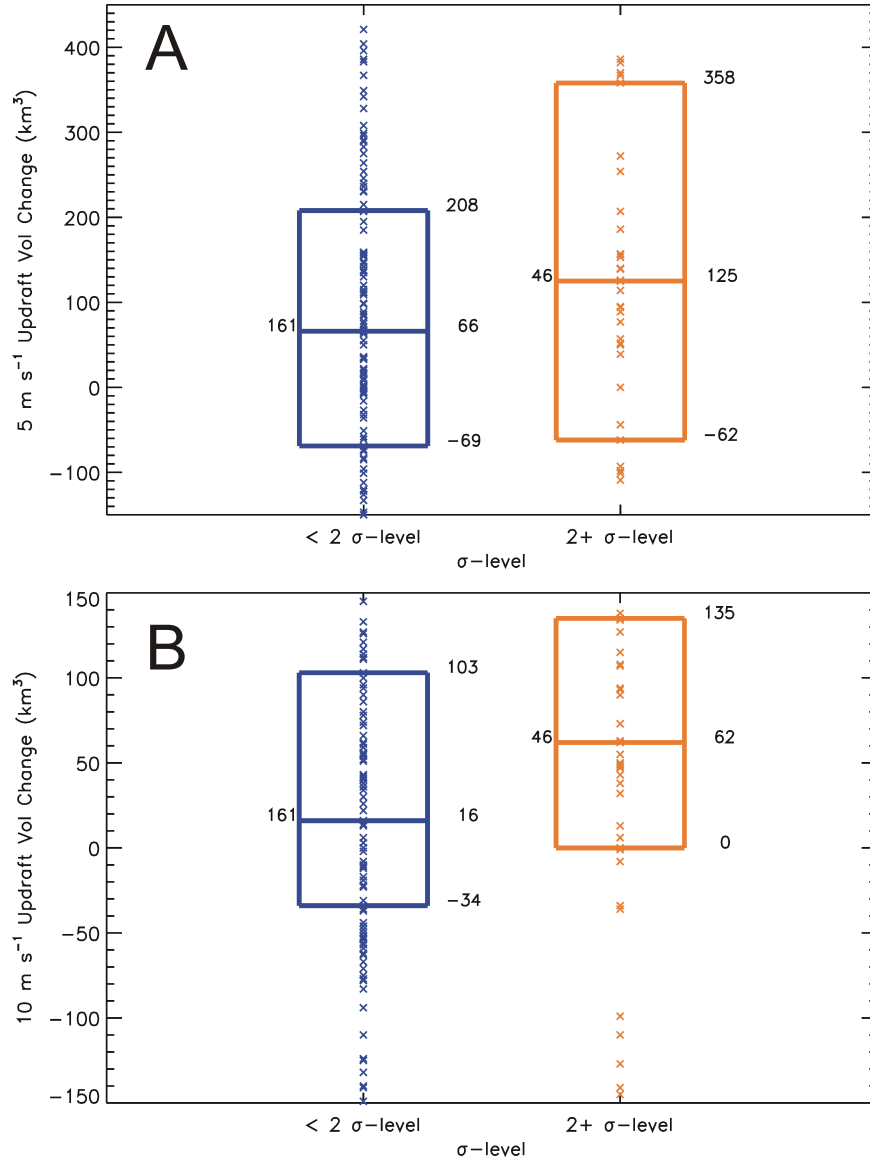 A
5 m s⁻¹ Updraft Vol Change (km³)
400
300
200
100
0
−100
208
161
66
−69
358
46
125
−62
< 2 σ−level
2+ σ−level
σ−level
B
10 m s⁻¹ Updraft Vol Change (km³)
150
100
50
0
−50
−100
−150
103
161
16
−34
135
46
62
0
< 2 σ−level
2+ σ−level
σ−level